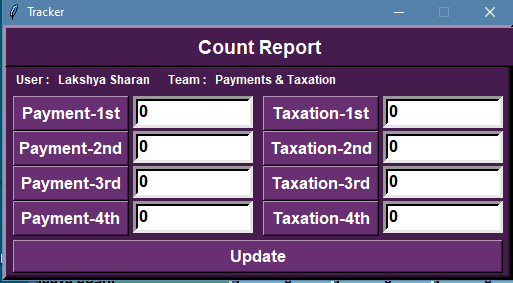 Tracker
Count Report
User : Lakshya Sharan Team : Payments & Taxation
Payment-1st 0 Taxation-1st 0
Payment-2nd 0 Taxation-2nd 0
Payment-3rd 0 Taxation-3rd 0
Payment-4th 0 Taxation-4th 0
Update